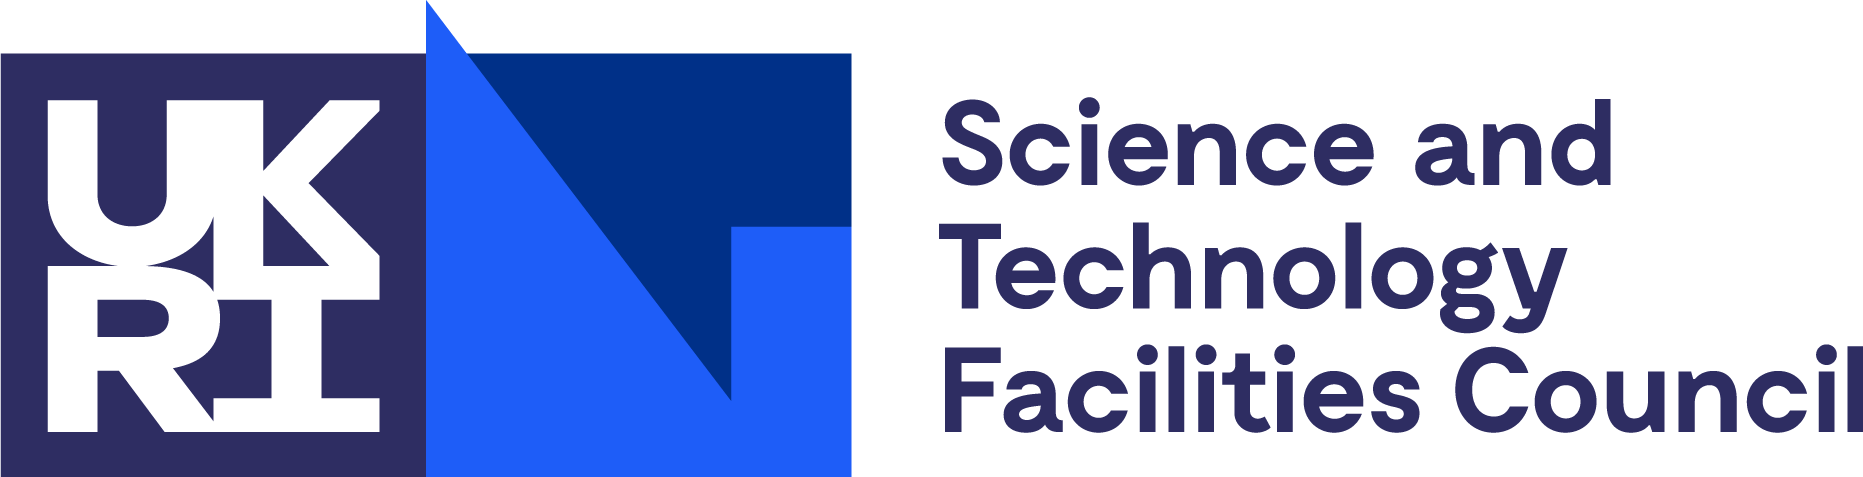 UK
RI
Science and
Technology
Facilities Council